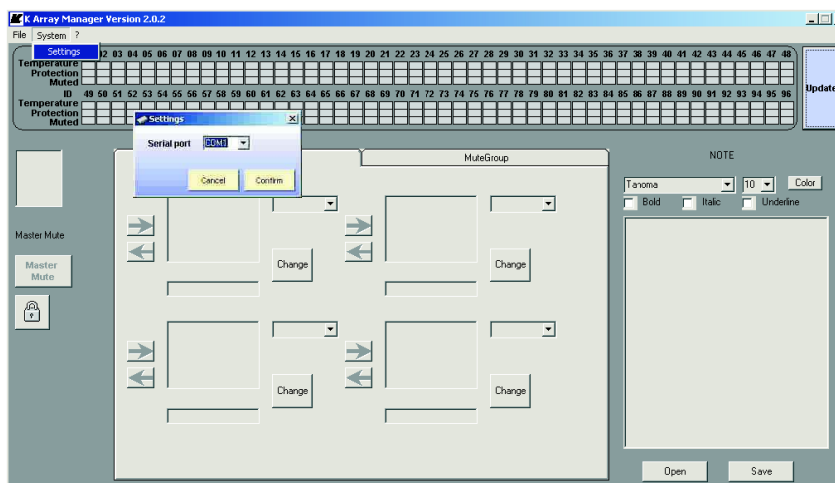 K Array Manager Version 2.0.2
File System ?
Settings
02 03 04 05 06 07 08 09 10 11 12 13 14 15 16 17 18 19 20 21 22 23 24 25 26 27 28 29 30 31 32 33 34 35 36 37 38 39 40 41 42 43 44 45 46 47 48
Temperature
Protection
Muted
ID 49 50 51 52 53 54 55 56 57 58 59 60 61 62 63 64 65 66 67 68 69 70 71 72 73 74 75 76 77 78 79 80 81 82 83 84 85 86 87 88 89 90 91 92 93 94 95 96
Temperature
Protection
Muted
Update
Settings
Serial port COM1
Cancel Confirm
MuteGroup
NOTE
Tahoma 10 Color
Bold Italic Underline
Master Mute
Master
Mute
Change Change
Change Change
Open Save